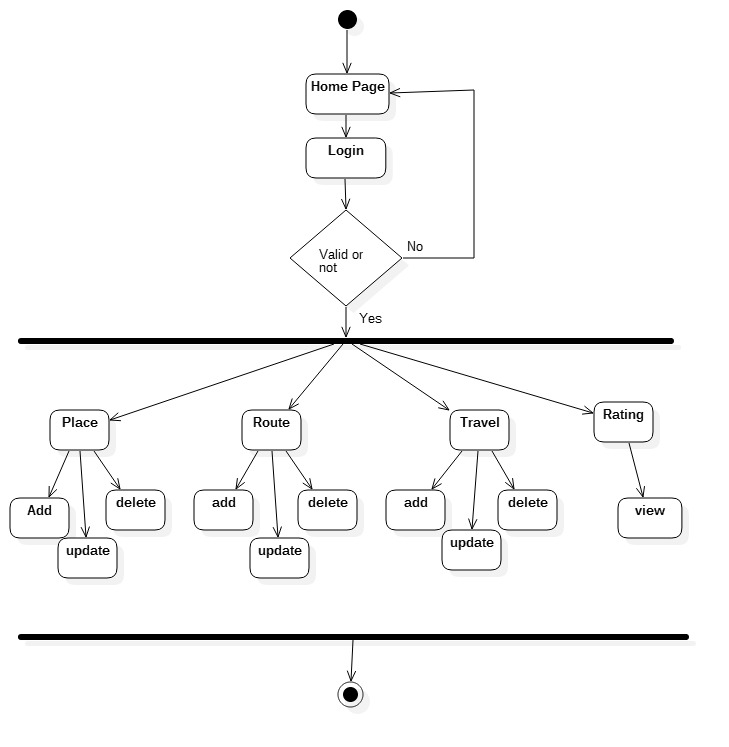 Home Page
Login
Valid or
not
No
Yes
Place
Route
Travel
Rating
Add
update
delete
add
update
delete
add
update
delete
view